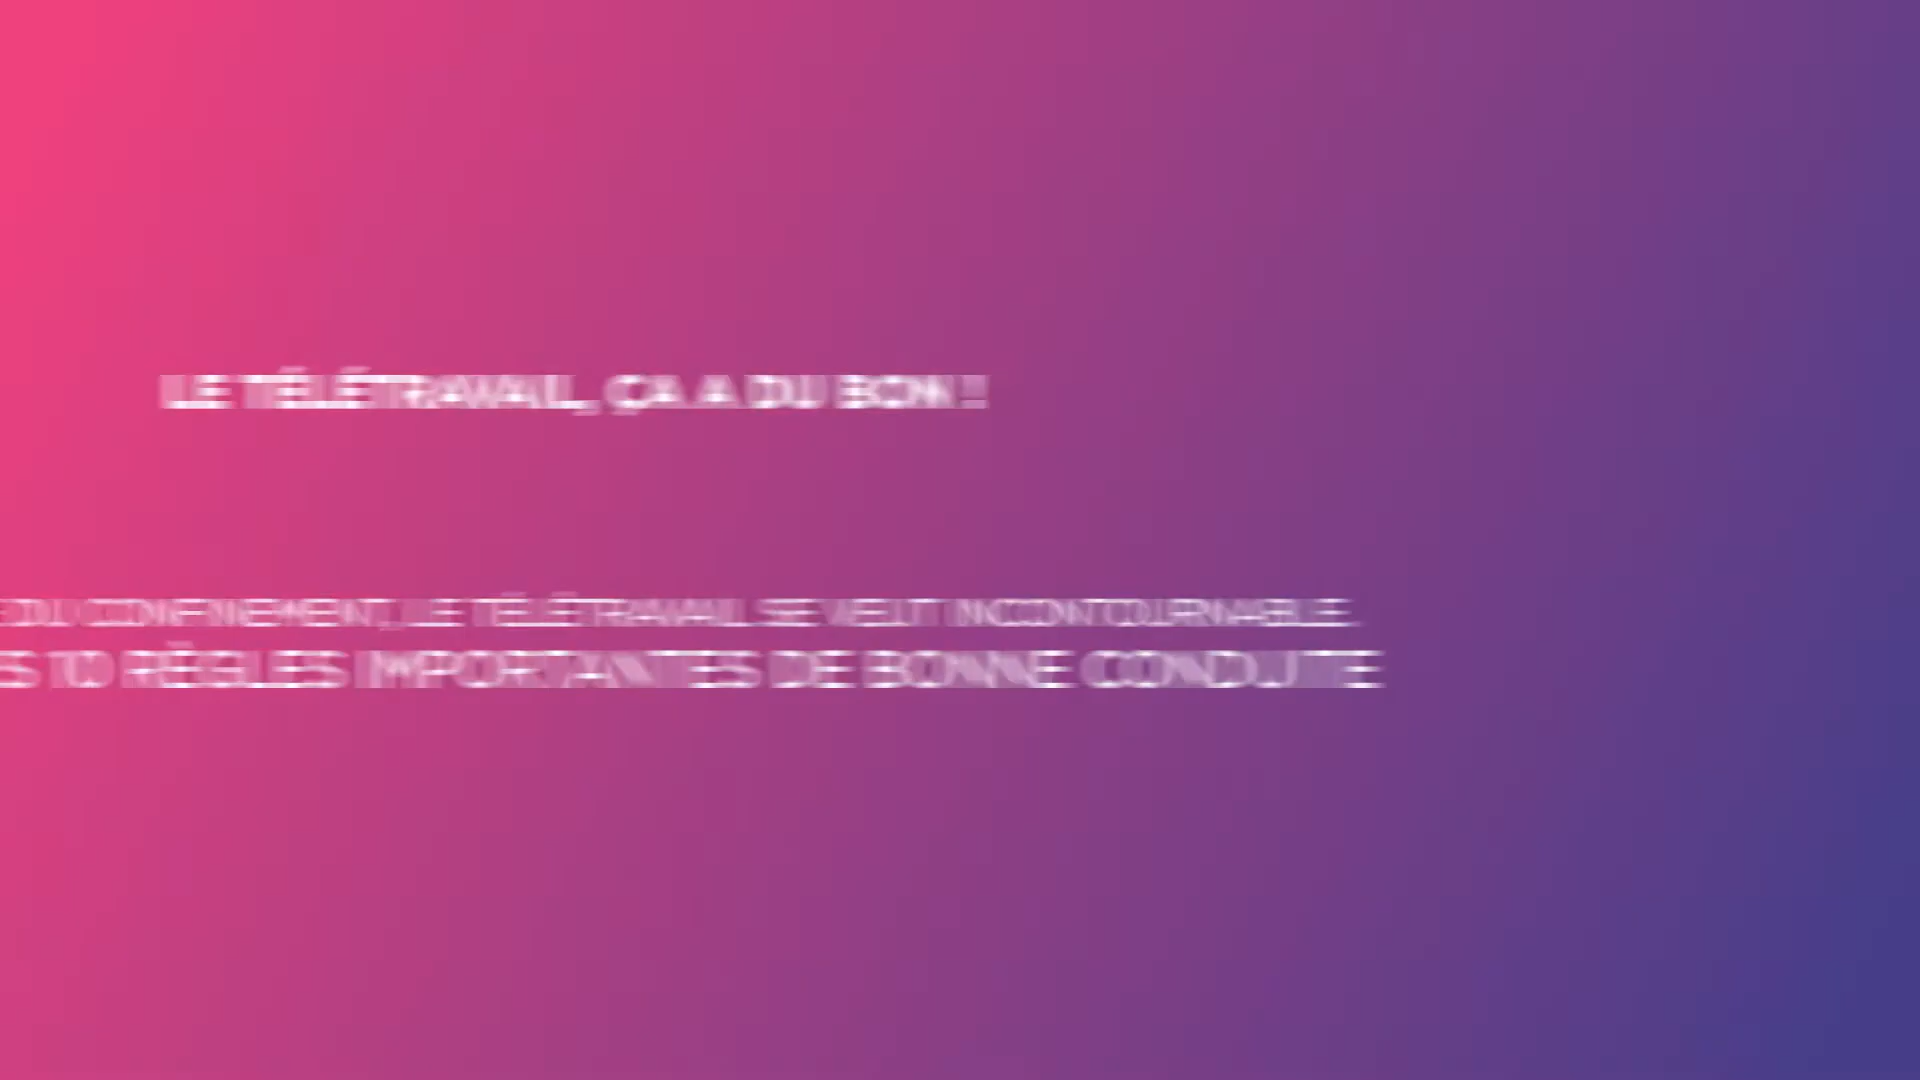 LE TÉLÉTRAVAIL, ÇA A DU BON !
DU CONFINEMENT, LE TÉLÉTRAVAIL SE VEUT INCONTOURNABLE.
10 RÈGLES IMPORTANTES DE BONNE CONDUITE